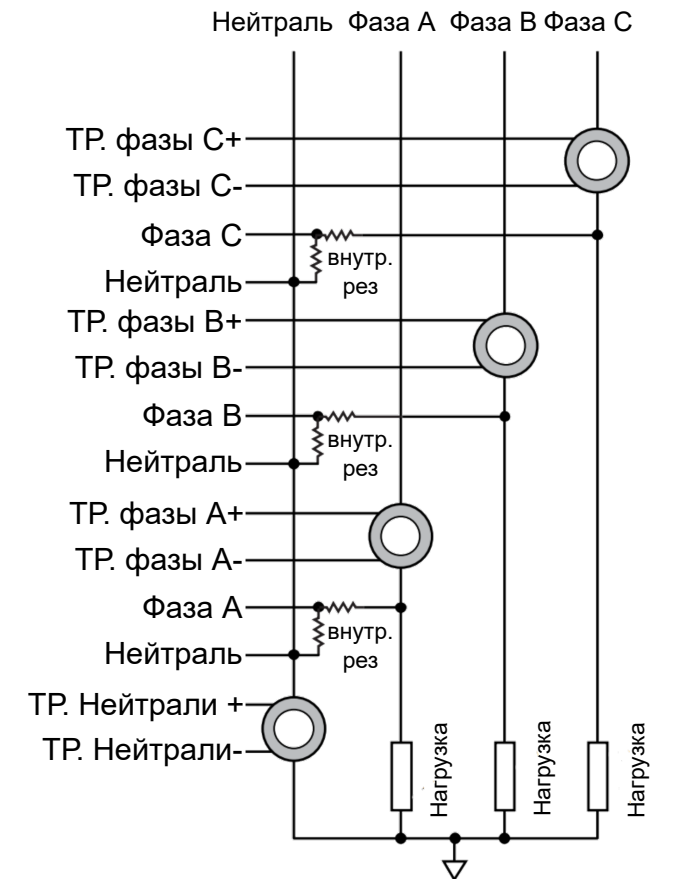 Нейтраль Фаза A Фаза B Фаза C
ТР. фазы C+
ТР. фазы C-
Фаза C
внутр.
рез
Нейтраль
ТР. фазы B+
ТР. фазы B-
Фаза B
внутр.
рез
Нейтраль
ТР. фазы A+
ТР. фазы A-
Фаза A
внутр.
рез
Нейтраль
ТР. Нейтрали +
ТР. Нейтрали-
Нагрузка
Нагрузка
Нагрузка